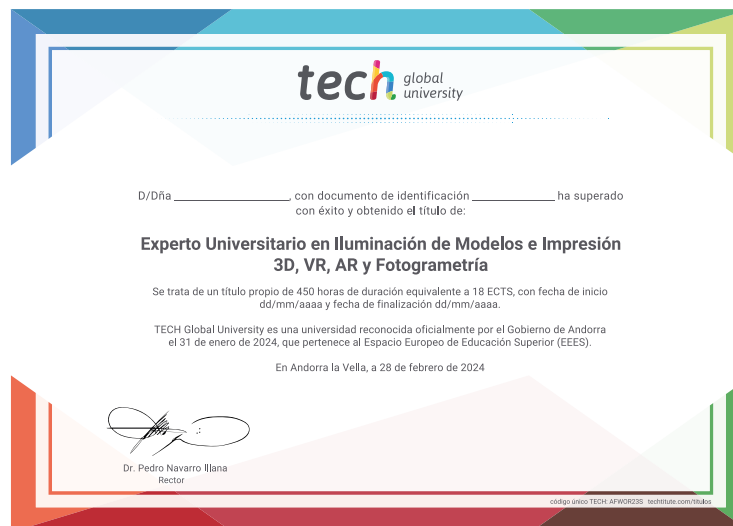 tech global
university
D/Dña ____________________, con documento de identificación ______________ ha superado
con éxito y obtenido el título de:
Experto Universitario en Iluminación de Modelos e Impresión
3D, VR, AR y Fotogrametría
Se trata de un título propio de 450 horas de duración equivalente a 18 ECTS, con fecha de inicio
dd/mm/aaaa y fecha de finalización dd/mm/aaaa.
TECH Global University es una universidad reconocida oficialmente por el Gobierno de Andorra
el 31 de enero de 2024, que pertenece al Espacio Europeo de Educación Superior (EEES).
En Andorra la Vella, a 28 de febrero de 2024
Dr. Pedro Navarro Illana
Rector
código único TECH: AFWOR23S techtitute.com/titulos